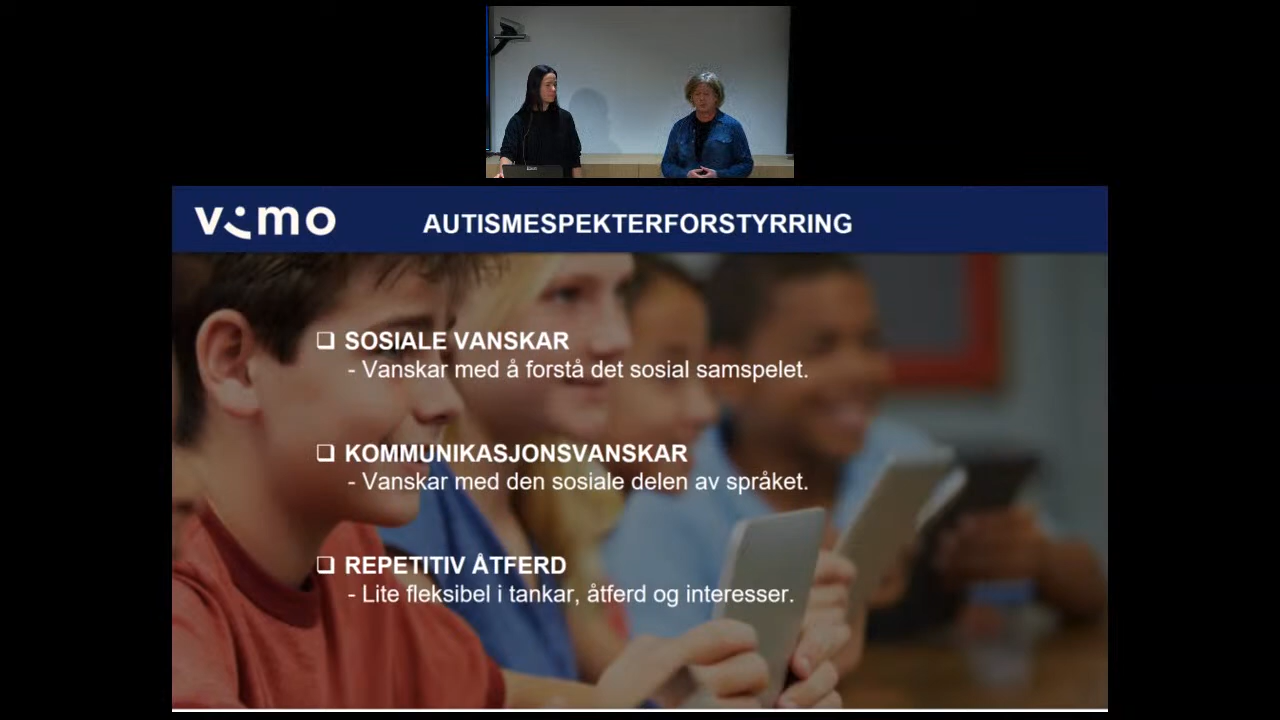 vimo
AUTISMESPEKTERFORSTYRRING
❑ SOSIALE VANSKAR
- Vanskar med å forstå det sosial samspelet.
❑ KOMMUNIKASJONSVANSKAR
- Vanskar med den sosiale delen av språket.
❑ REPETITIV ÅTFERD
- Lite fleksibel i tankar, åtferd og interesser.